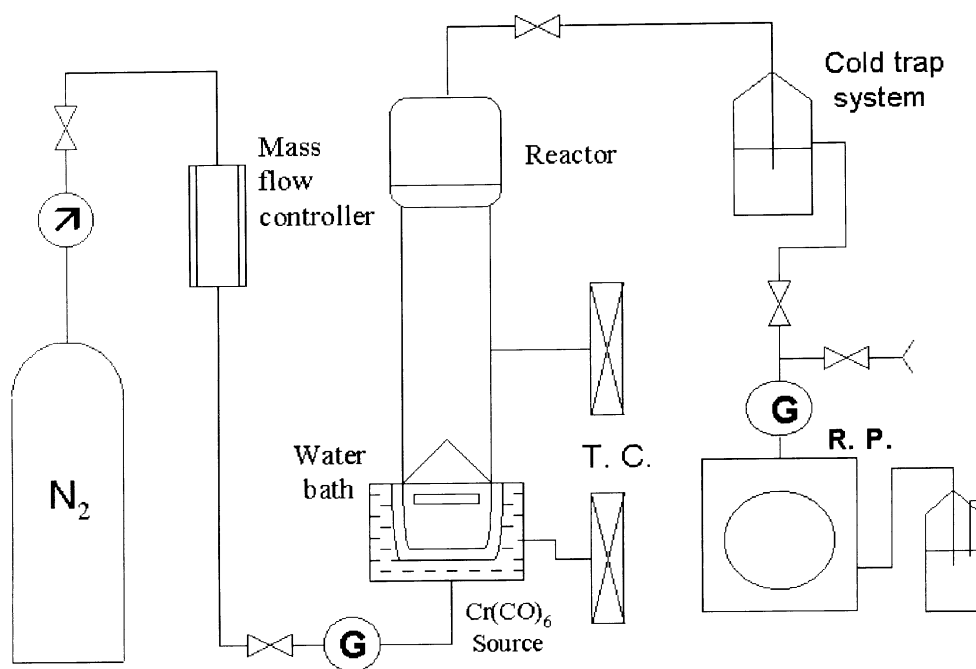 Cold trap
system
Mass
flow
controller
Reactor
Water
bath
T. C.
G
R. P.
N₂
Cr(CO)₆
Source
G